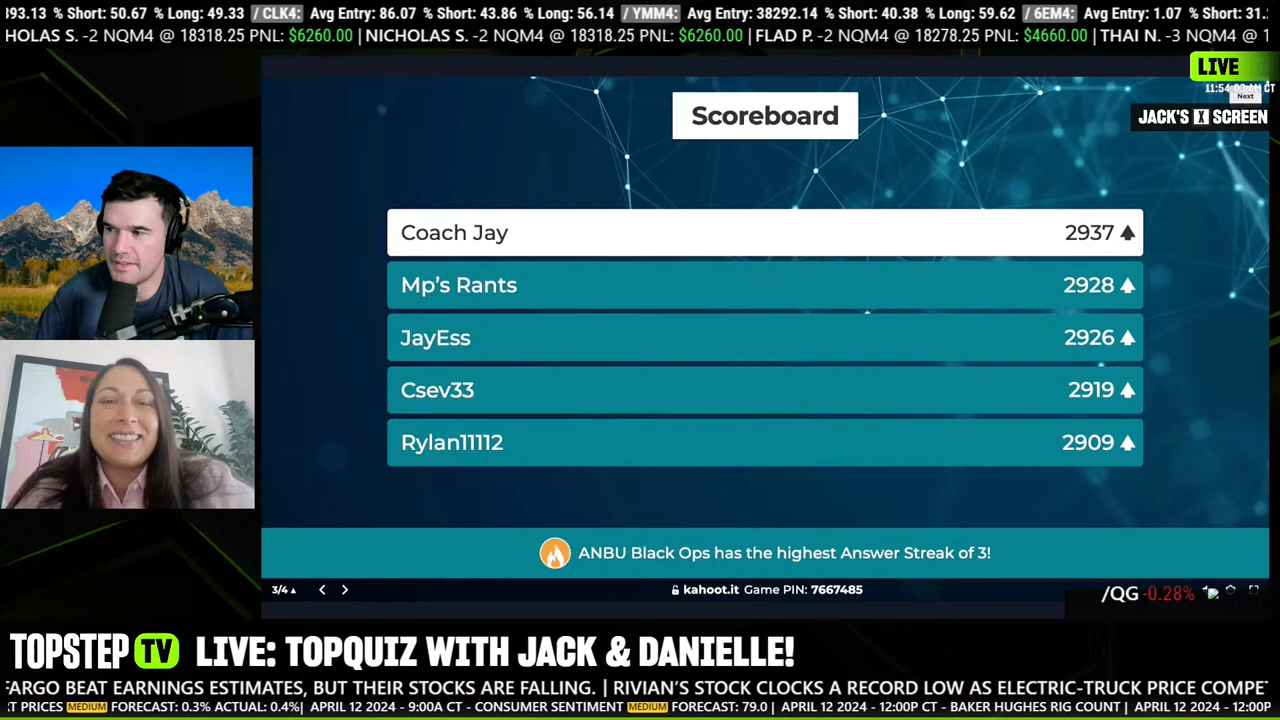 393.13 % Short: 50.67 % Long: 49.33 / CLK4: Avg Entry: 86.07 % Short: 43.86 % Long: 56.14 / YMM4: Avg Entry: 38292.14 % Short: 40.38 % Long: 59.62 / 6EM4: Avg Entry: 1.07 % Short: 31.
HOLAS S. -2 NQM4 @ 18318.25 PNL: $6260.00 | NICHOLAS S. -2 NQM4 @ 18318.25 PNL: $6260.00 | FLAD P. -2 NQM4 @ 18278.25 PNL: $4660.00 | THAI N. -3 NQM4 @ 1
LIVE
11:54:03 AM CT
Next
JACK'S X SCREEN
Scoreboard
Coach Jay 2937
Mp's Rants 2928
JayEss 2926
Csev33 2919
Rylan11112 2909
ANBU Black Ops has the highest Answer Streak of 3!
3/4
kahoot.it Game PIN: 7667485
/QG -0.28%
TOPSTEP TV LIVE: TOPQUIZ WITH JACK & DANIELLE!
FARGO BEAT EARNINGS ESTIMATES, BUT THEIR STOCKS ARE FALLING. | RIVIAN'S STOCK CLOCKS A RECORD LOW AS ELECTRIC-TRUCK PRICE COMPE
T PRICES MEDIUM FORECAST: 0.3% ACTUAL: 0.4% | APRIL 12 2024 - 9:00A CT - CONSUMER SENTIMENT MEDIUM FORECAST: 79.0 | APRIL 12 2024 - 12:00P CT - BAKER HUGHES RIG COUNT | APRIL 12 2024 - 12:00P